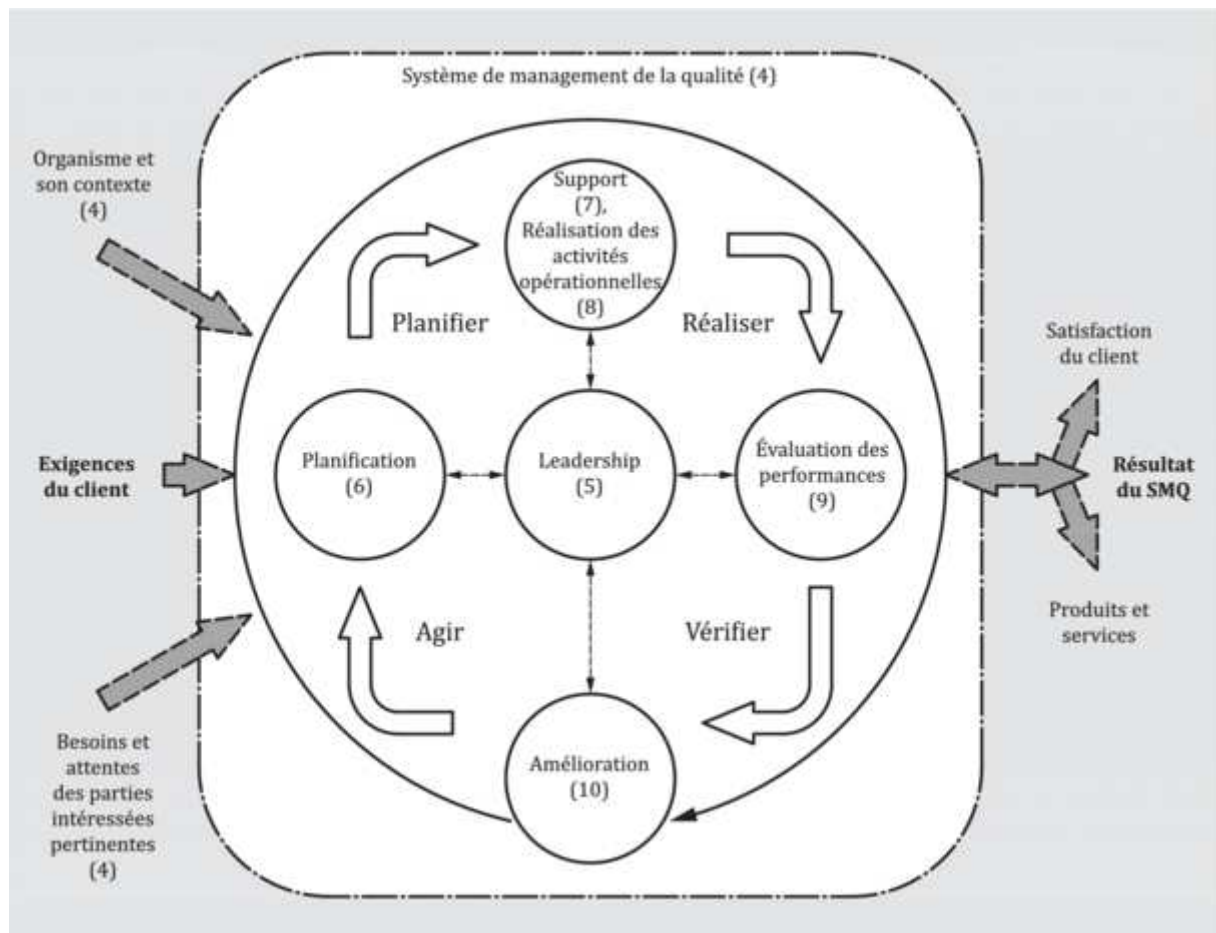 Système de management de la qualité (4)
Organisme et
son contexte
(4)
Support
(7),
Réalisation des
activités
opérationnelles
(8)
Planifier
Réaliser
Satisfaction
du client
Exigences
du client
Planification
(6)
Leadership
(5)
Évaluation des
performances
(9)
Résultat
du SMQ
Agir
Vérifier
Produits et
services
Besoins et
attentes
des parties
intéressées
pertinentes
(4)
Amélioration
(10)